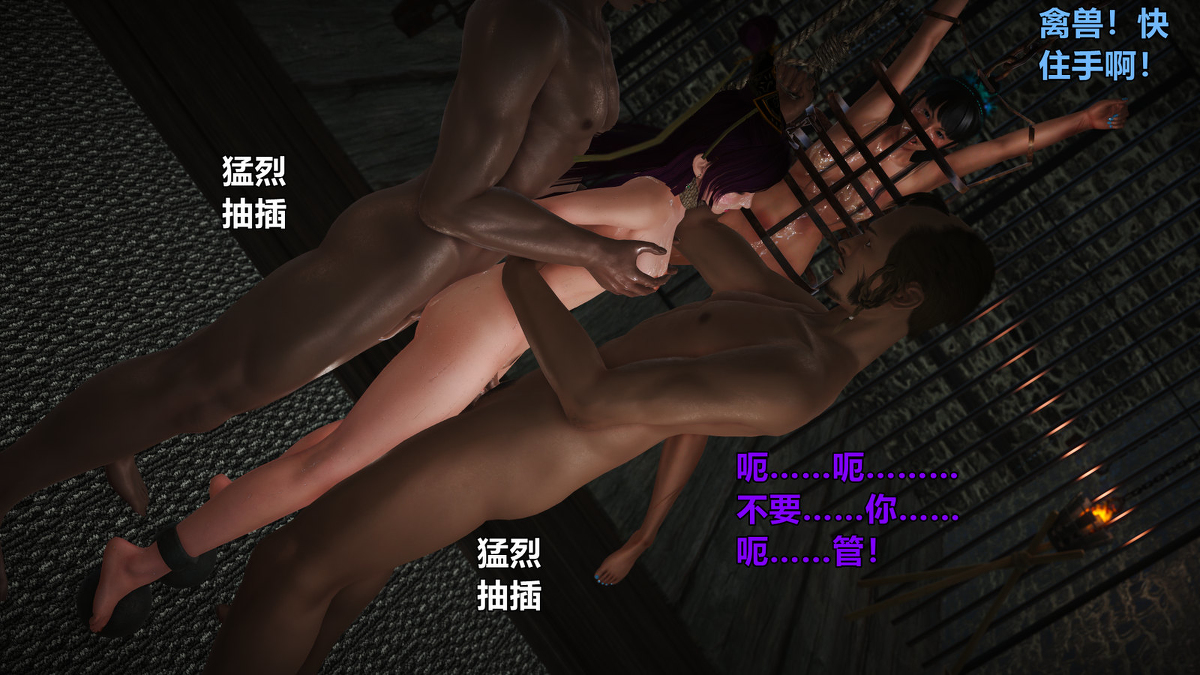 禽兽！快
住手啊！
猛烈
抽插
呃……呃………
不要……你……
呃……管！
猛烈
抽插